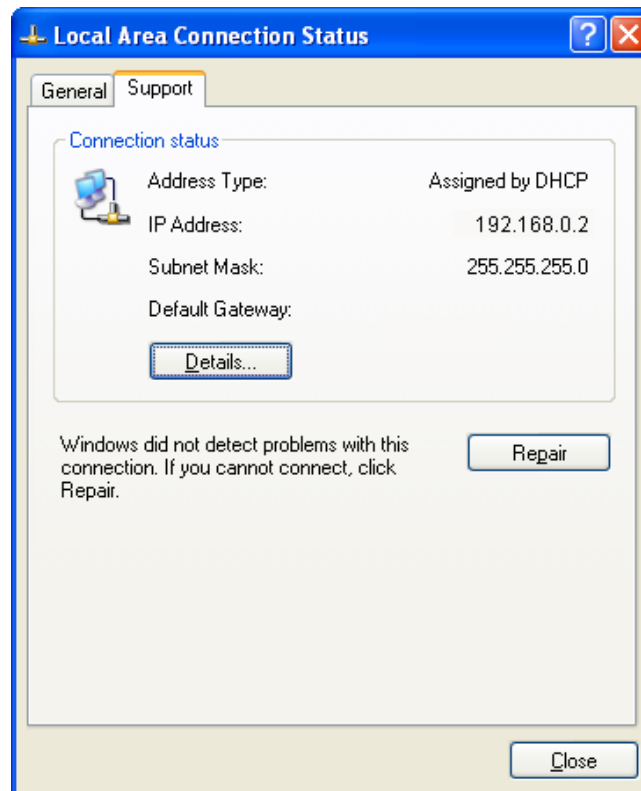 Local Area Connection Status
General Support
Connection status
Address Type: Assigned by DHCP
IP Address: 192.168.0.2
Subnet Mask: 255.255.255.0
Default Gateway:
Details...
Windows did not detect problems with this
connection. If you cannot connect, click
Repair.
Repair
Close